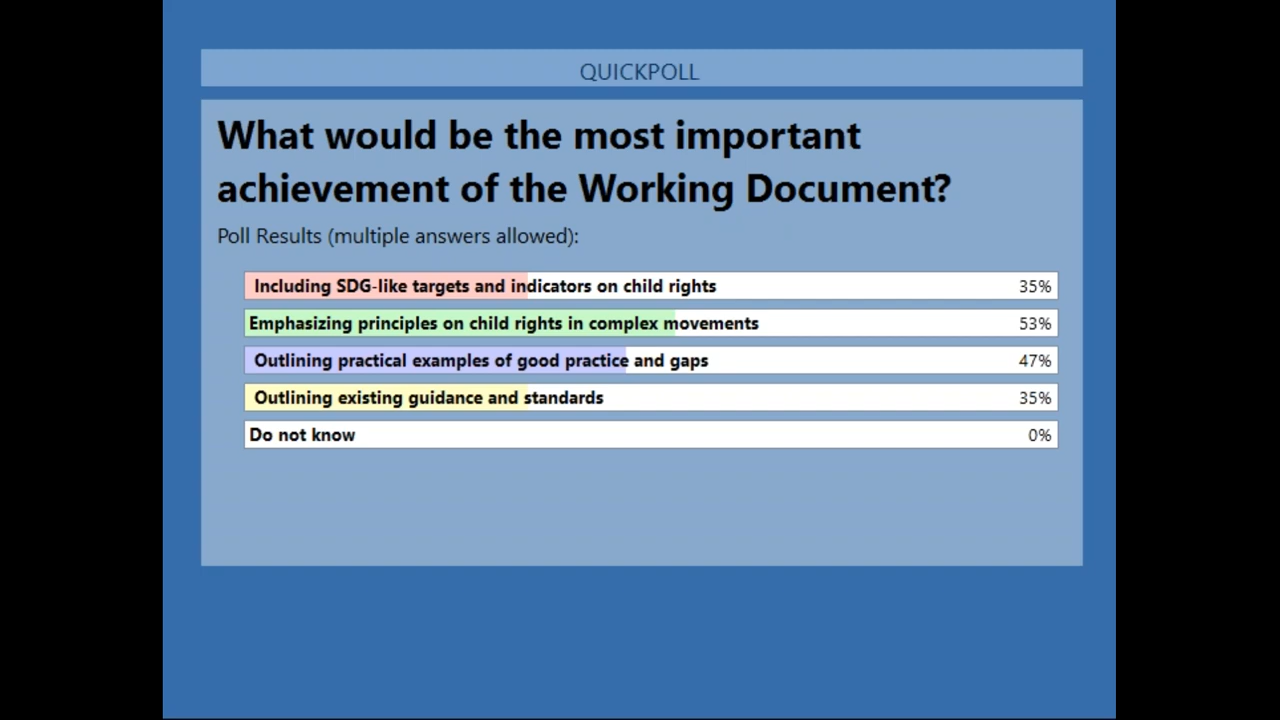 QUICKPOLL
What would be the most important
achievement of the Working Document?
Poll Results (multiple answers allowed):
Including SDG-like targets and indicators on child rights 35%
Emphasizing principles on child rights in complex movements 53%
Outlining practical examples of good practice and gaps 47%
Outlining existing guidance and standards 35%
Do not know 0%